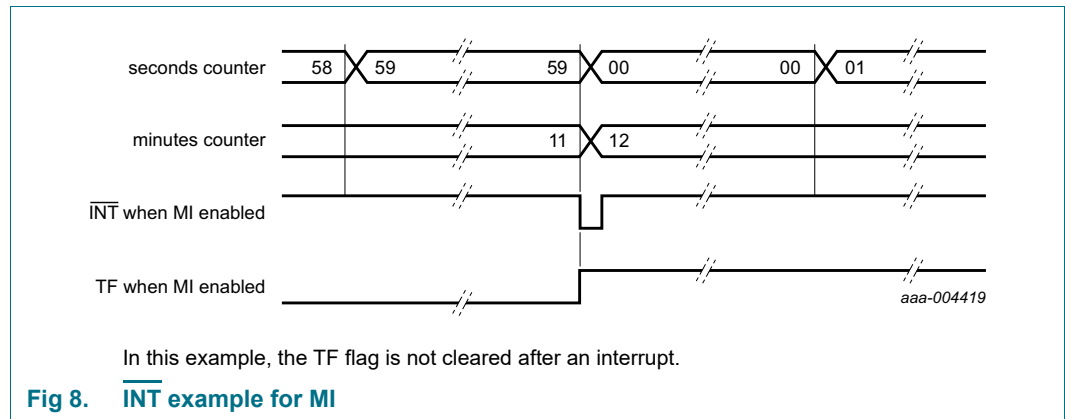 seconds counter 58 59 59 00 00 01
minutes counter 11 12
INT when MI enabled
TF when MI enabled
aaa-004419
In this example, the TF flag is not cleared after an interrupt.
Fig 8. INT example for MI